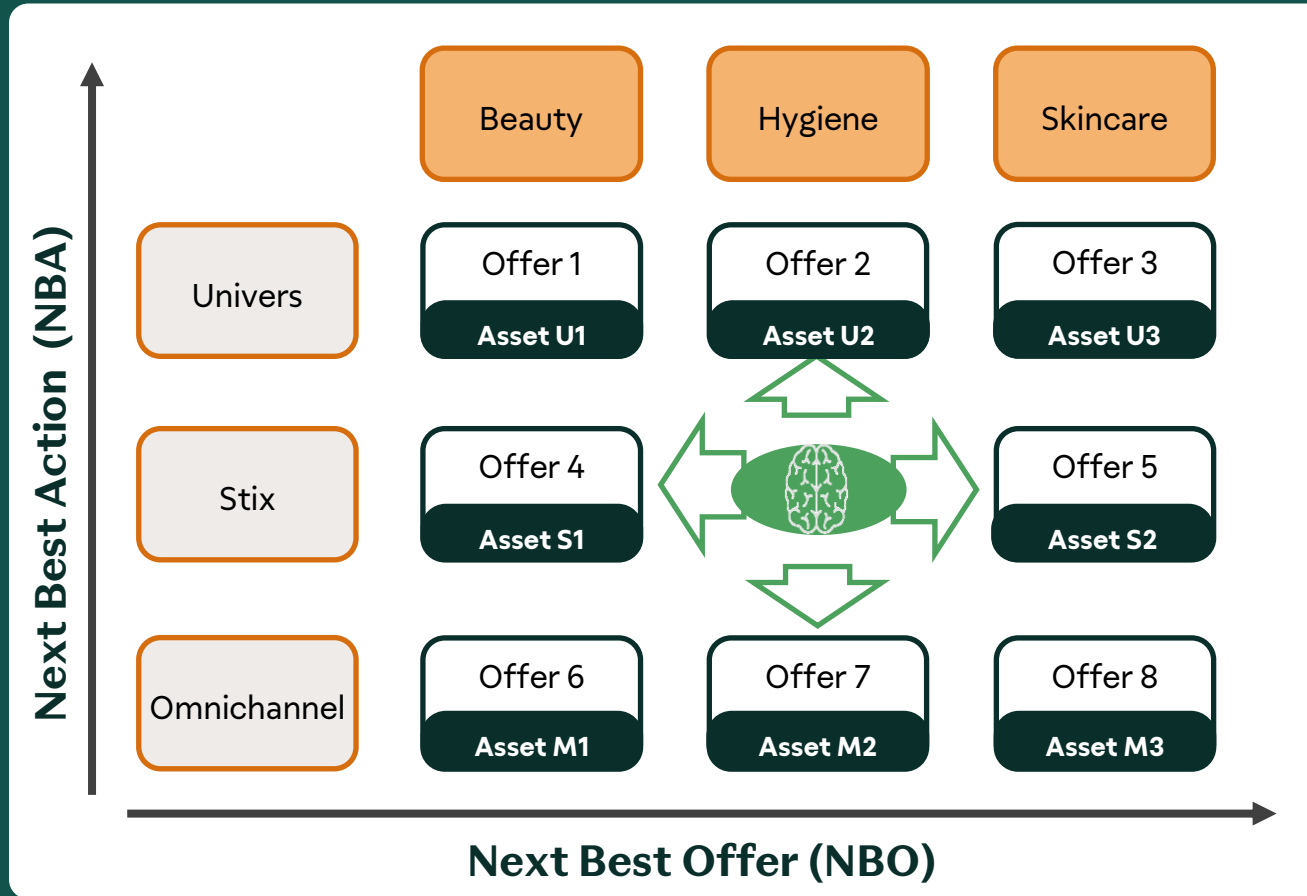 Next Best Action (NBA)
Beauty
Hygiene
Skincare
Univers
Offer 1
Asset U1
Offer 2
Asset U2
Offer 3
Asset U3
Stix
Offer 4
Asset S1
Offer 5
Asset S2
Omnichannel
Offer 6
Asset M1
Offer 7
Asset M2
Offer 8
Asset M3
Next Best Offer (NBO)